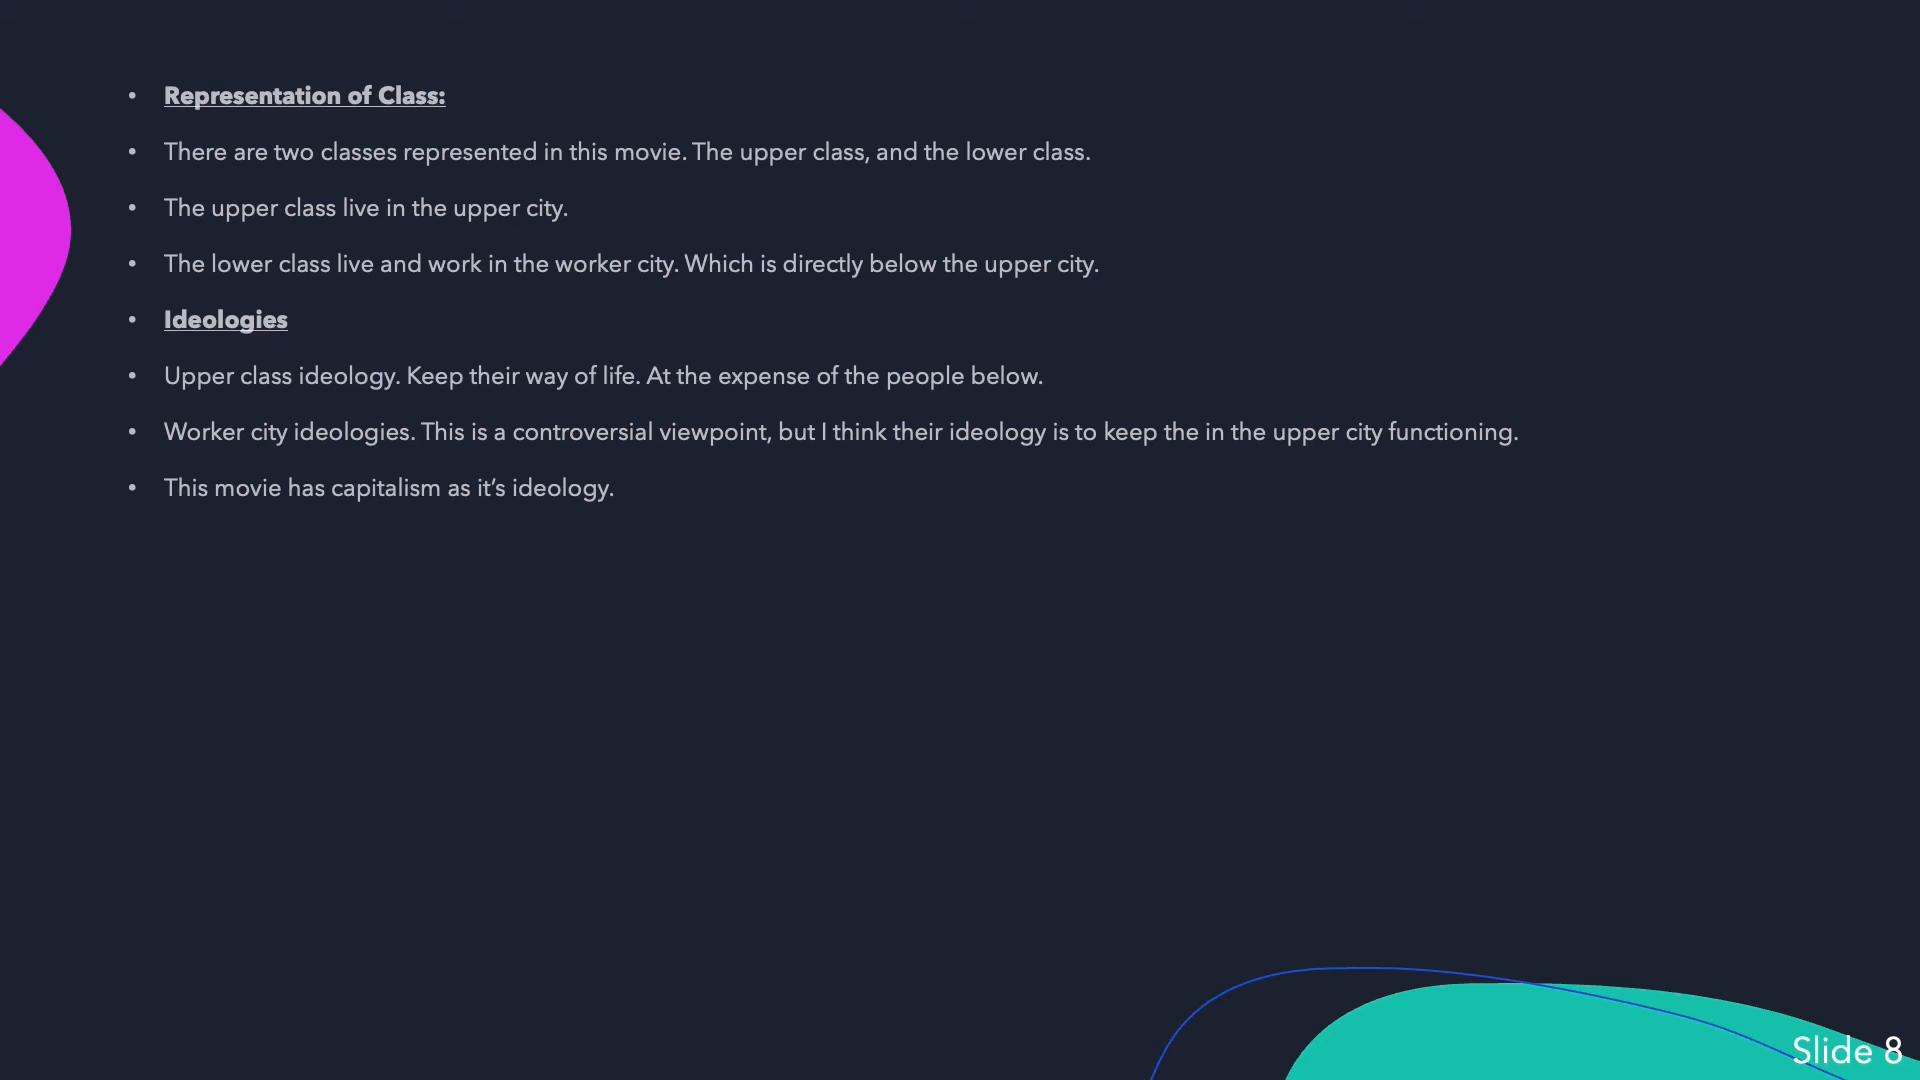 • Representation of Class:
• There are two classes represented in this movie. The upper class, and the lower class.
• The upper class live in the upper city.
• The lower class live and work in the worker city. Which is directly below the upper city.
• Ideologies
• Upper class ideology. Keep their way of life. At the expense of the people below.
• Worker city ideologies. This is a controversial viewpoint, but I think their ideology is to keep the in the upper city functioning.
• This movie has capitalism as it’s ideology.
Slide 8